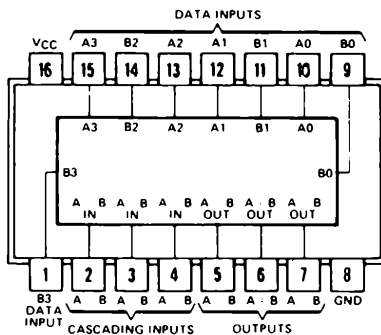 DATA INPUTS
VCC A3 B2 A2 A1 B1 A0 B0
16 15 14 13 12 11 10 9
A3 B2 A2 A1 B1 A0
B3 B0
A B A B A B A B A B A B
IN IN IN OUT OUT OUT
1 2 3 4 5 6 7 8
B3 A B A B A B A B A B A B GND
DATA
INPUT CASCADING INPUTS OUTPUTS